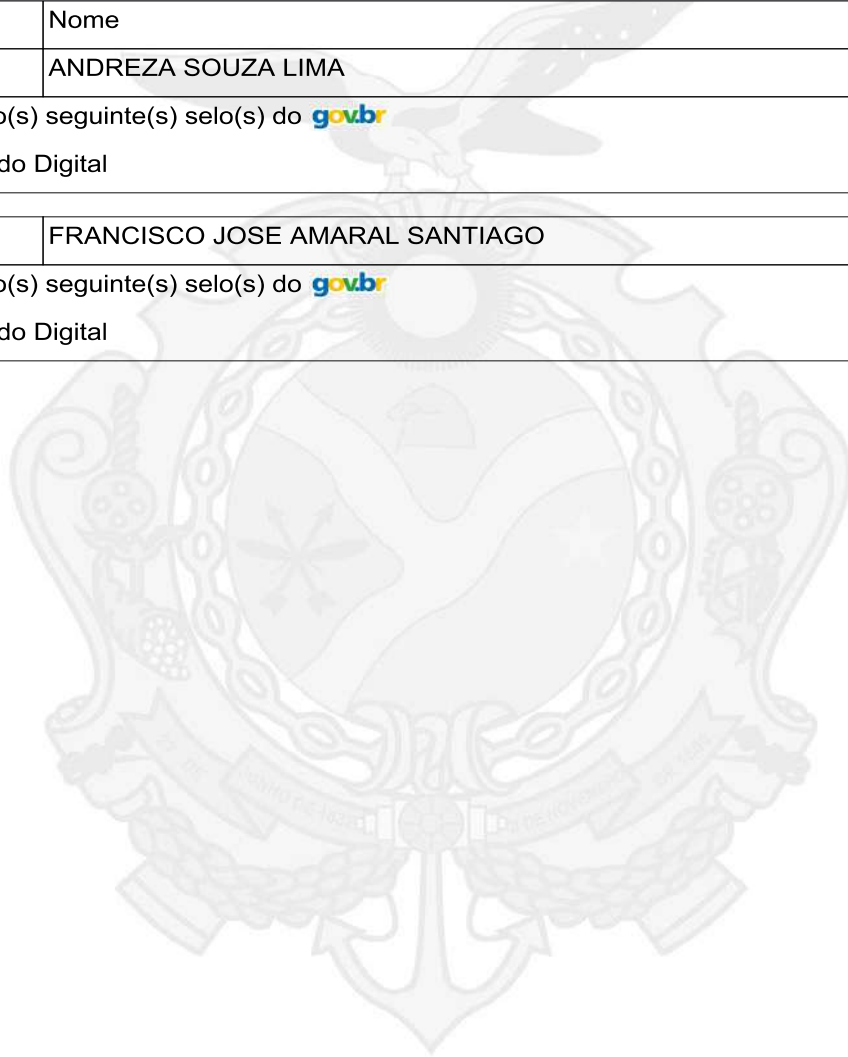 Nome
ANDREZA SOUZA LIMA
o(s) seguinte(s) selo(s) do gov.br
do Digital
FRANCISCO JOSE AMARAL SANTIAGO
o(s) seguinte(s) selo(s) do gov.br
do Digital